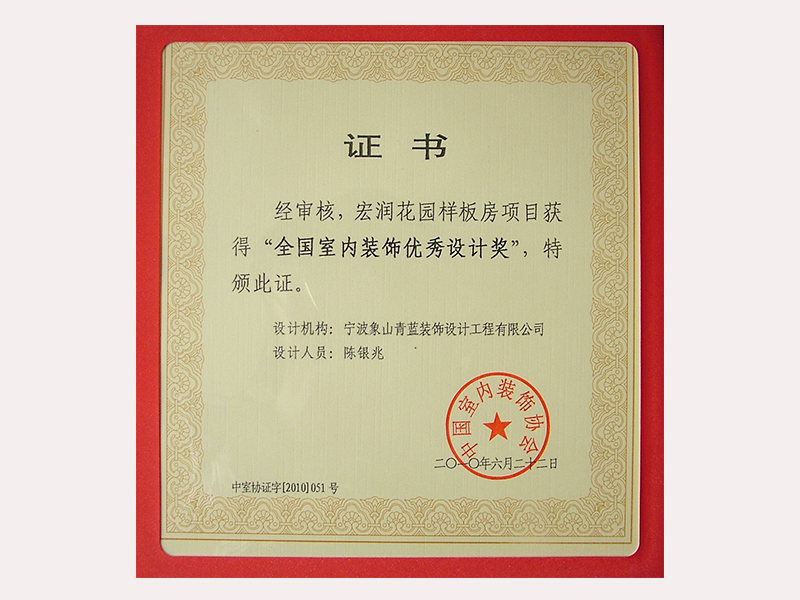 证书
经审核，宏润花园样板房项目获
得“全国室内装饰优秀设计奖”，特
颁此证。
设计机构：宁波象山青蓝装饰设计工程有限公司
设计人员：陈银兆
中国室内装饰协会
二〇一〇年六月二十二日
中室协证字[2010]051号